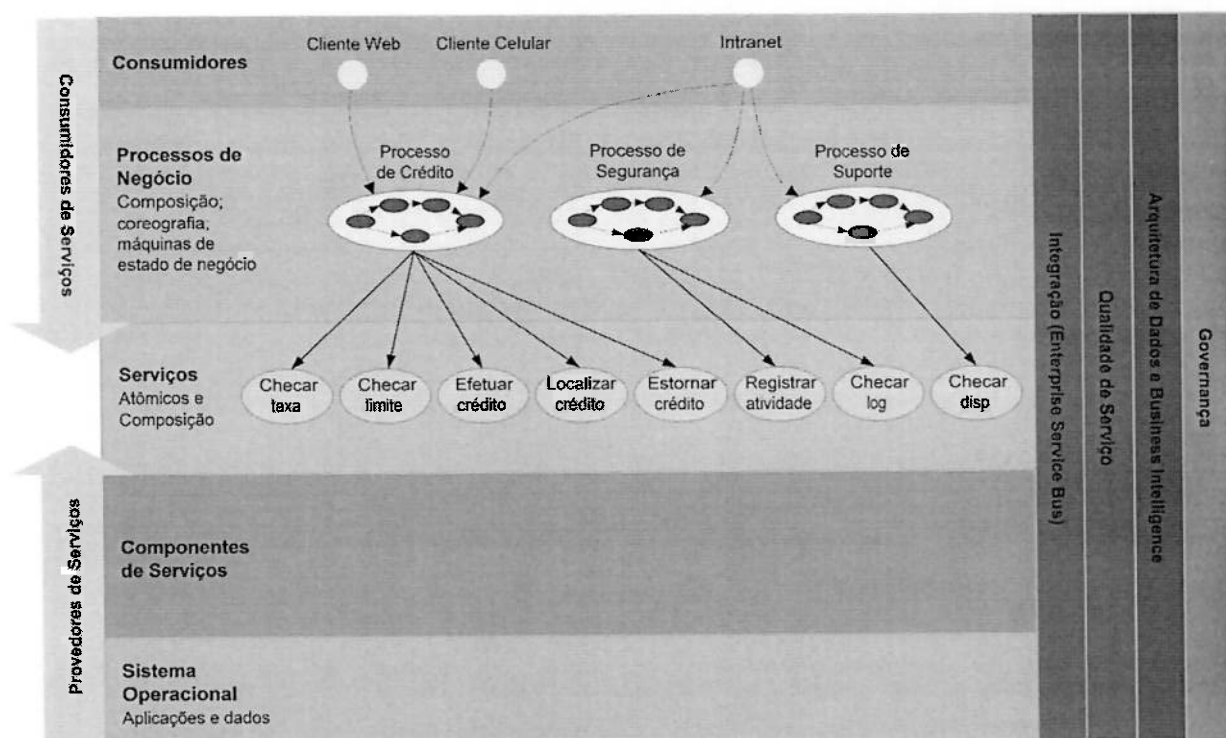 Cliente Web
Cliente Celular
Intranet
Consumidores
Processos de
Negócio
Composição;
coreografia;
máquinas de
estado de negócio
Processo
de Crédito
Processo de
Segurança
Processo de
Suporte
Serviços
Atômicos e
Composição
Checar
taxa
Checar
limite
Efetuar
crédito
Localizar
crédito
Estornar
crédito
Registrar
atividade
Checar
log
Checar
disp
Componentes
de Serviços
Sistema
Operacional
Aplicações e dados
Consumidores de Serviços
Provedores de Serviços
Integração (Enterprise Service Bus)
Qualidade de Serviço
Arquitetura de Dados e Business Intelligence
Governança